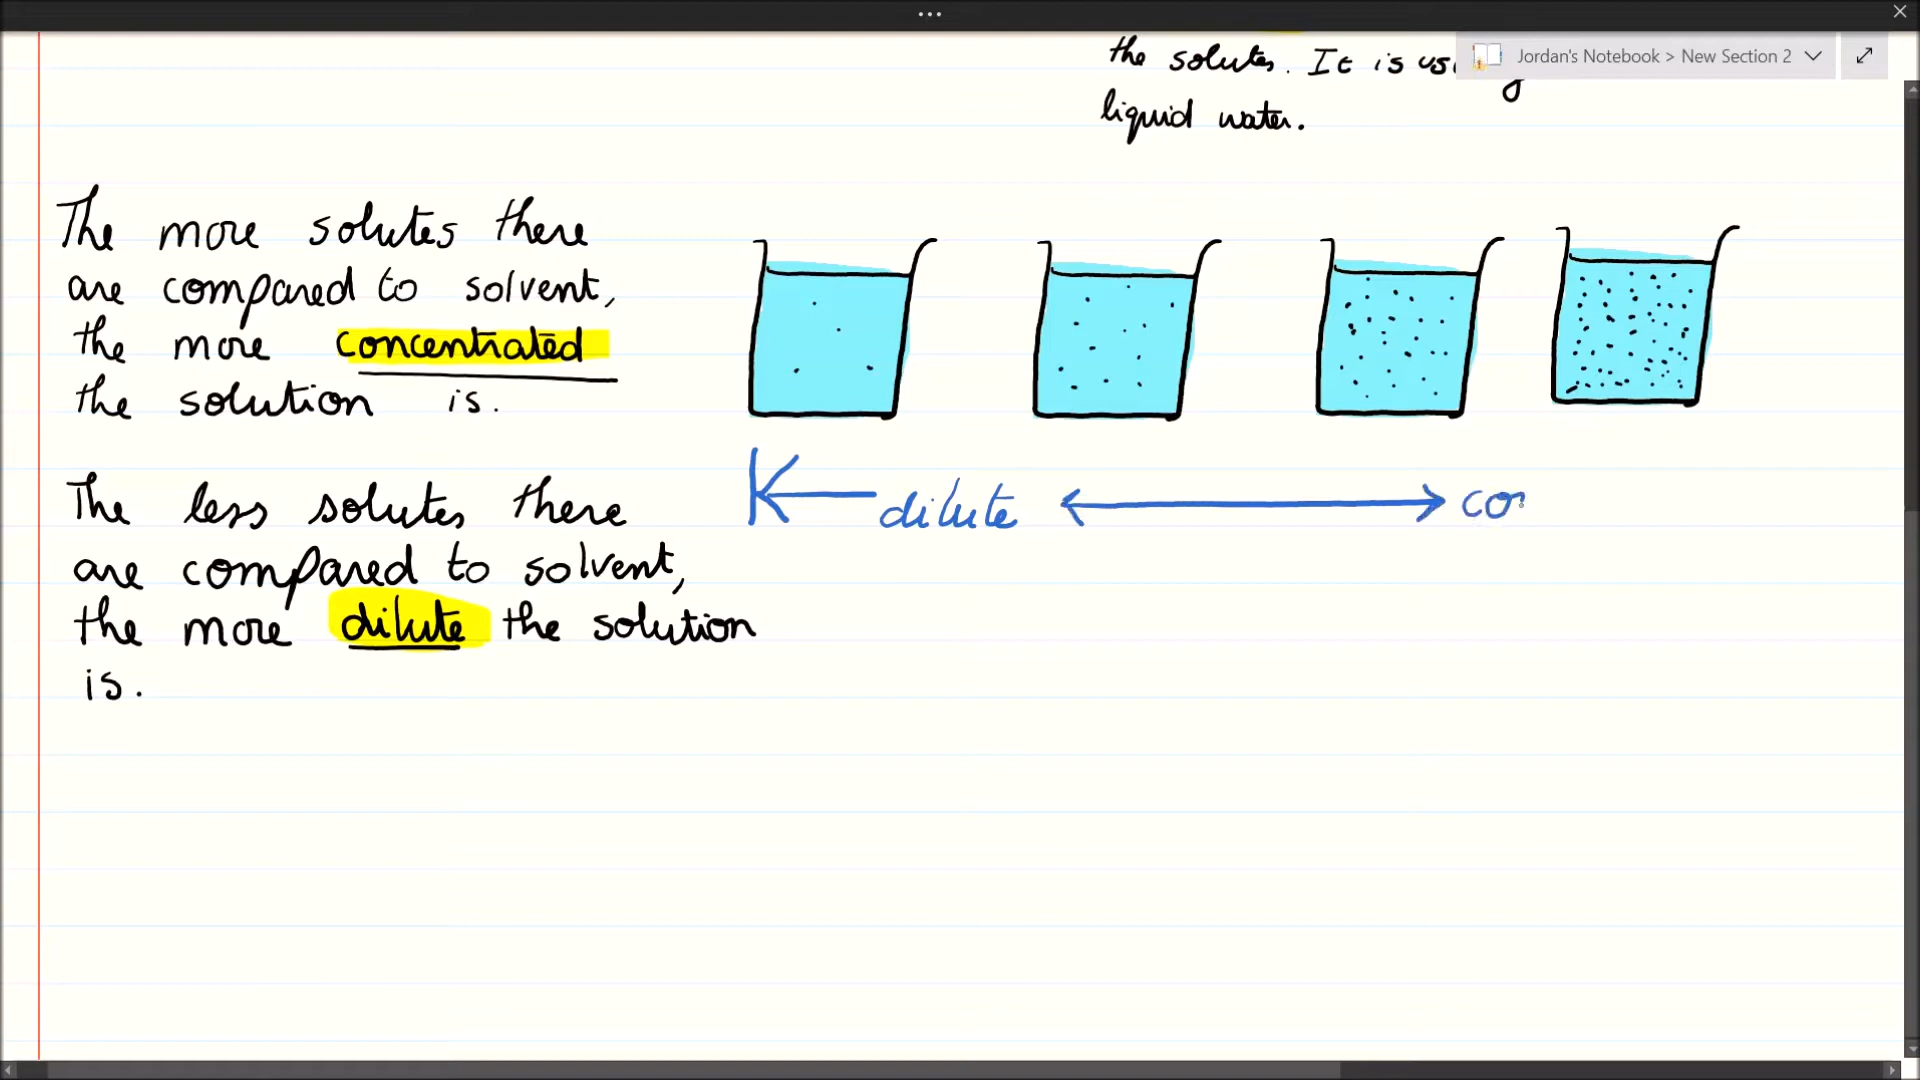 the solutes. It is
Jordan's Notebook > New Section 2
liquid water.
The more solutes there
are compared to solvent,
the more concentrated
the solution is.
The less solutes there
are compared to solvent,
the more dilute the solution
is.
dilute
co